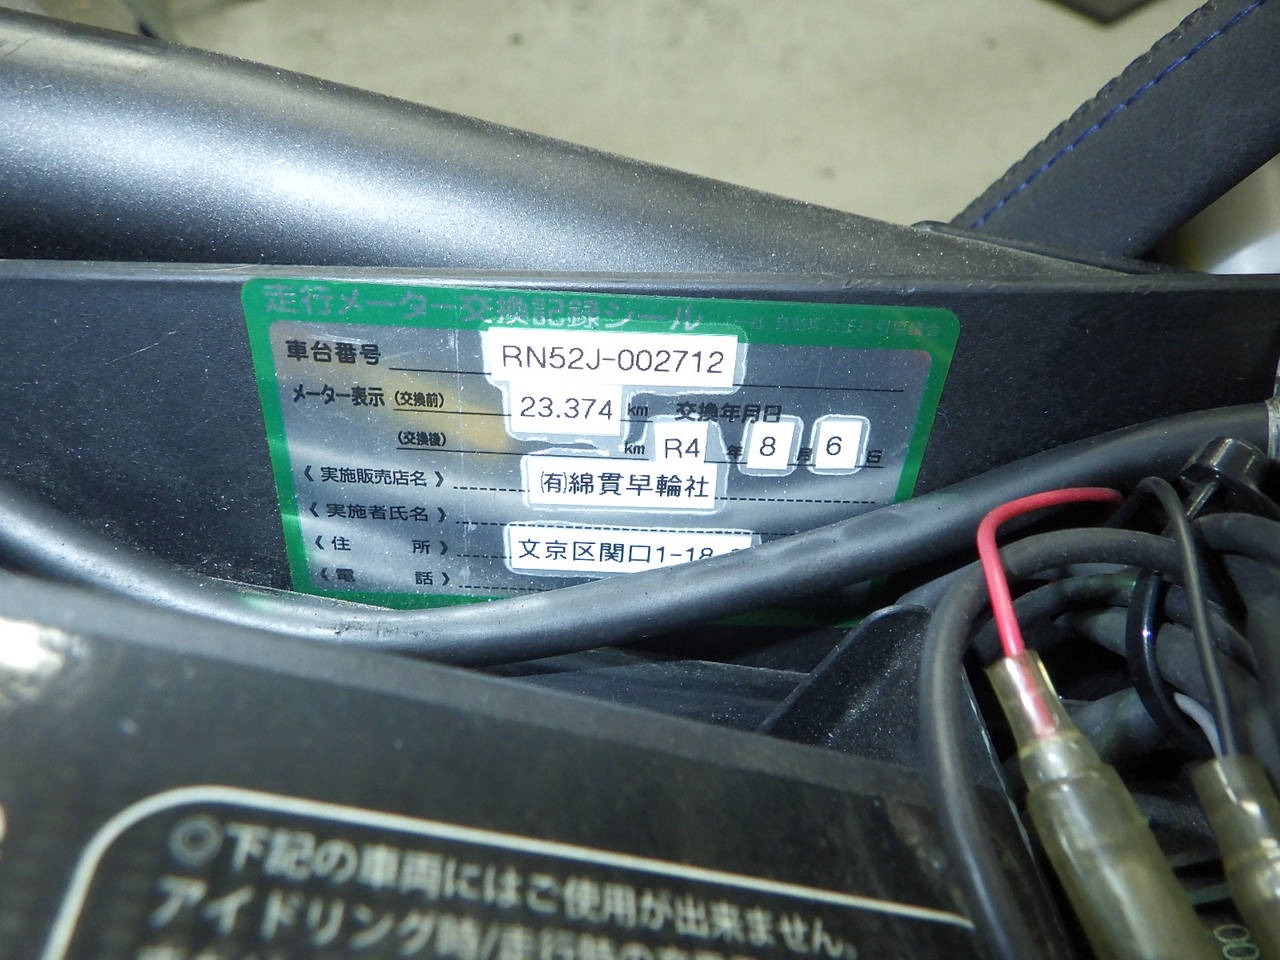 走行メーター交換記録シール
車台番号 RN52J-002712
メーター表示 (交換前) 23.374 km 交換年月日
(交換後) km R4 年 8 月 6 日
《 実施販売店名 》 ㈲綿貫早輪社
《 実施者氏名 》
《 住 所 》 文京区関口1-18
《 電 話 》
◎下記の車両にはご使用が出来ません。
アイドリング時/走行時の